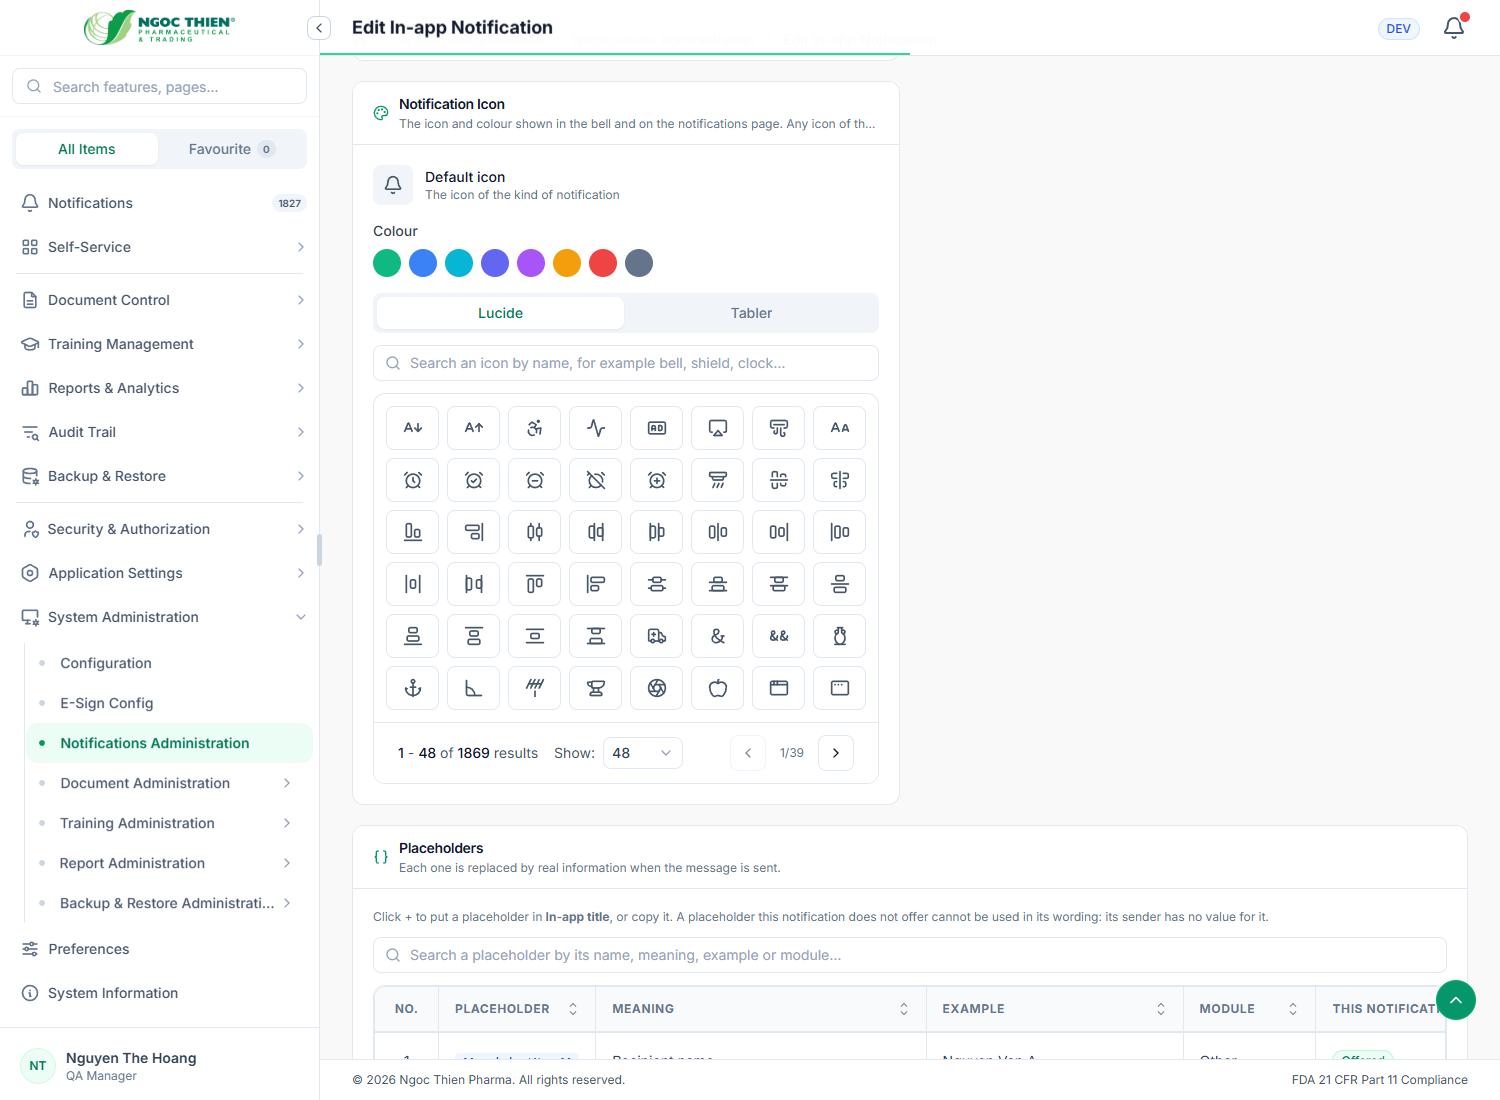 NGOC THIEN®
PHARMACEUTICAL
& TRADING
Edit In-app Notification
DEV
Search features, pages...
All Items
Favourite 0
Notifications 1827
Self-Service
Document Control
Training Management
Reports & Analytics
Audit Trail
Backup & Restore
Security & Authorization
Application Settings
System Administration
Configuration
E-Sign Config
Notifications Administration
Document Administration
Training Administration
Report Administration
Backup & Restore Administrati...
Preferences
System Information
NT
Nguyen The Hoang
QA Manager
Notification Icon
The icon and colour shown in the bell and on the notifications page. Any icon of th...
Default icon
The icon of the kind of notification
Colour
Lucide
Tabler
Search an icon by name, for example bell, shield, clock...
1 - 48 of 1869 results
Show: 48
1/39
Placeholders
Each one is replaced by real information when the message is sent.
Click + to put a placeholder in In-app title, or copy it. A placeholder this notification does not offer cannot be used in its wording: its sender has no value for it.
Search a placeholder by its name, meaning, example or module...
NO. PLACEHOLDER MEANING EXAMPLE MODULE THIS NOTIFICATI
© 2026 Ngoc Thien Pharma. All rights reserved.
FDA 21 CFR Part 11 Compliance